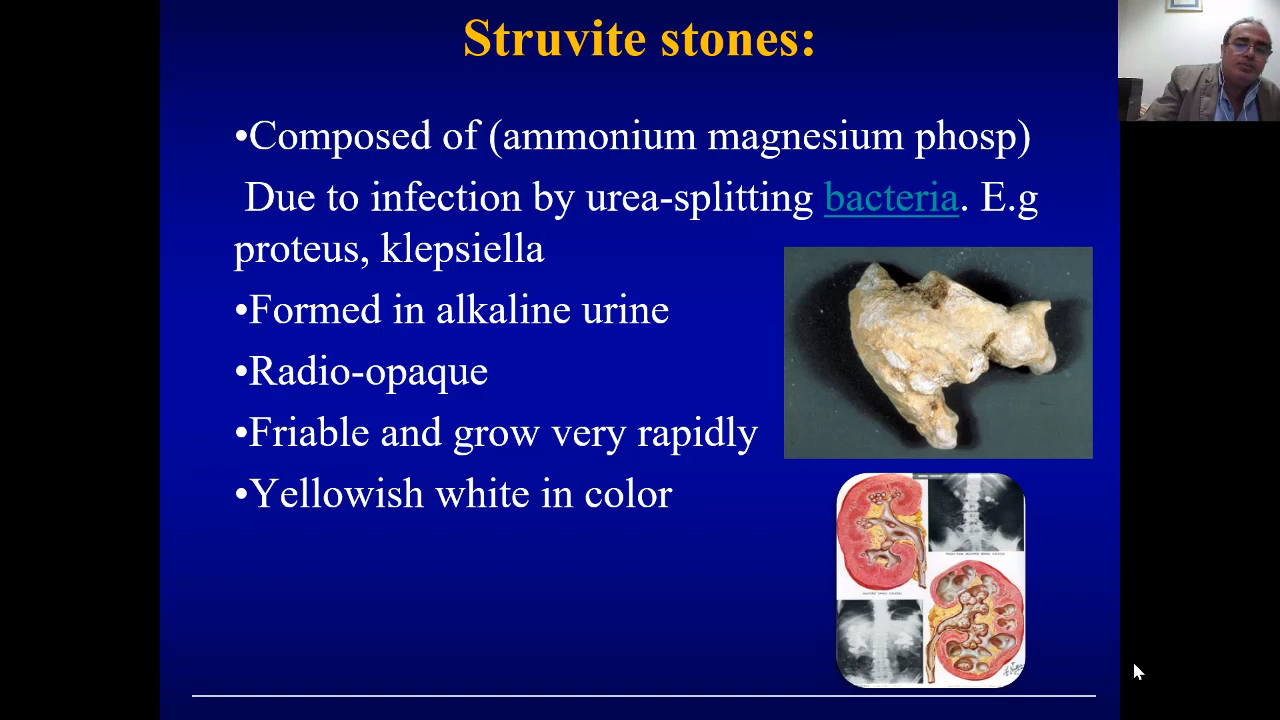 Struvite stones:
•Composed of (ammonium magnesium phosp)
Due to infection by urea-splitting bacteria. E.g
proteus, klepsiella
•Formed in alkaline urine
•Radio-opaque
•Friable and grow very rapidly
•Yellowish white in color